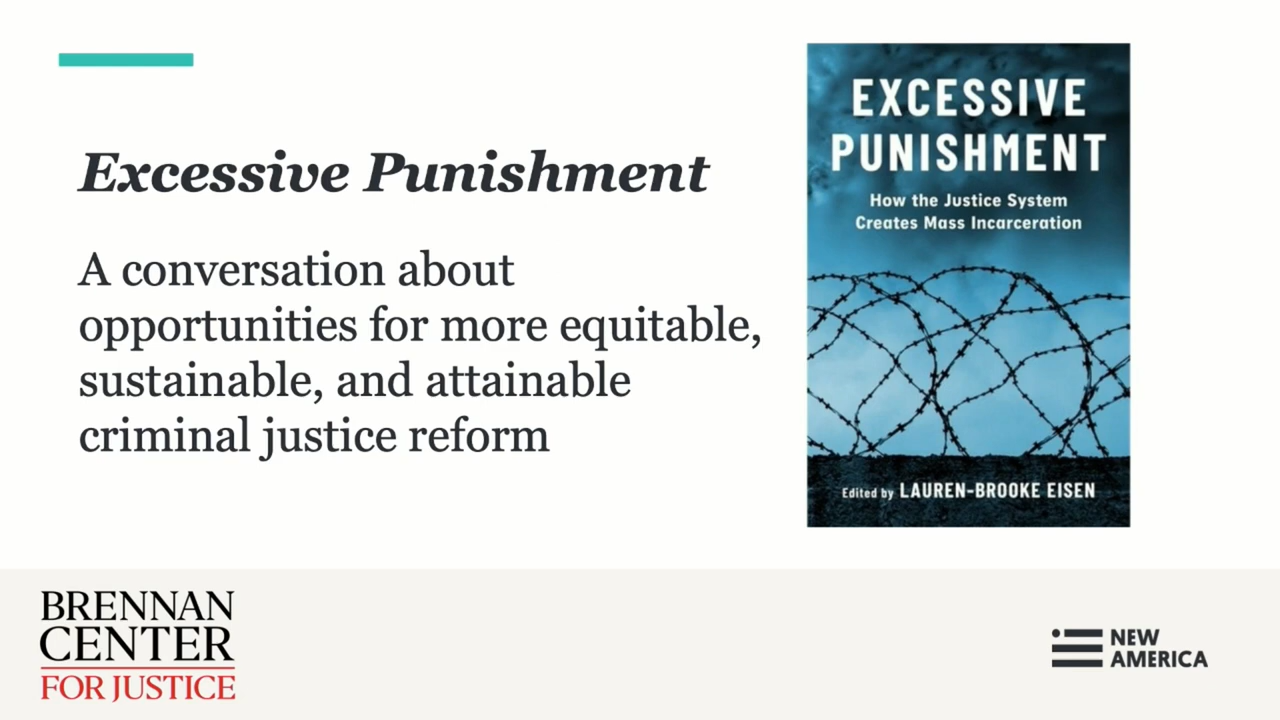 Excessive Punishment
A conversation about
opportunities for more equitable,
sustainable, and attainable
criminal justice reform
EXCESSIVE
PUNISHMENT
How the Justice System
Creates Mass Incarceration
Edited by LAUREN-BROOKE EISEN
BRENNAN
CENTER
FOR JUSTICE
NEW
AMERICA